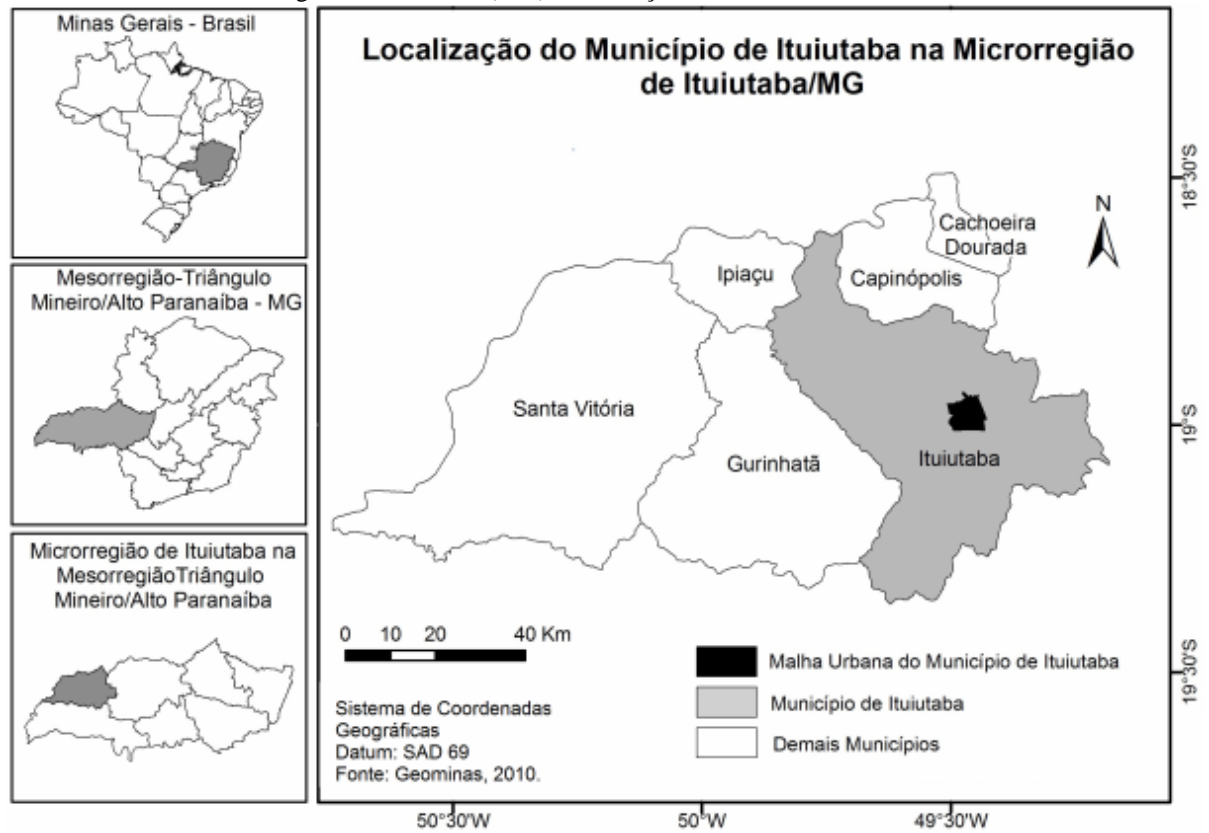 Minas Gerais - Brasil
Mesorregião-Triângulo
Mineiro/Alto Paranaíba - MG
Microrregião de Ituiutaba na
MesorregiãoTriângulo
Mineiro/Alto Paranaíba
Localização do Município de Ituiutaba na Microrregião
de Ituiutaba/MG
18°30'S
N
Cachoeira
Dourada
Ipiaçu
Capinópolis
Santa Vitória
19°S
Gurinhatã
Ituiutaba
0 10 20 40 Km
Malha Urbana do Município de Ituiutaba
Município de Ituiutaba
Demais Municípios
19°30'S
Sistema de Coordenadas
Geográficas
Datum: SAD 69
Fonte: Geominas, 2010.
50°30'W 50°W 49°30'W